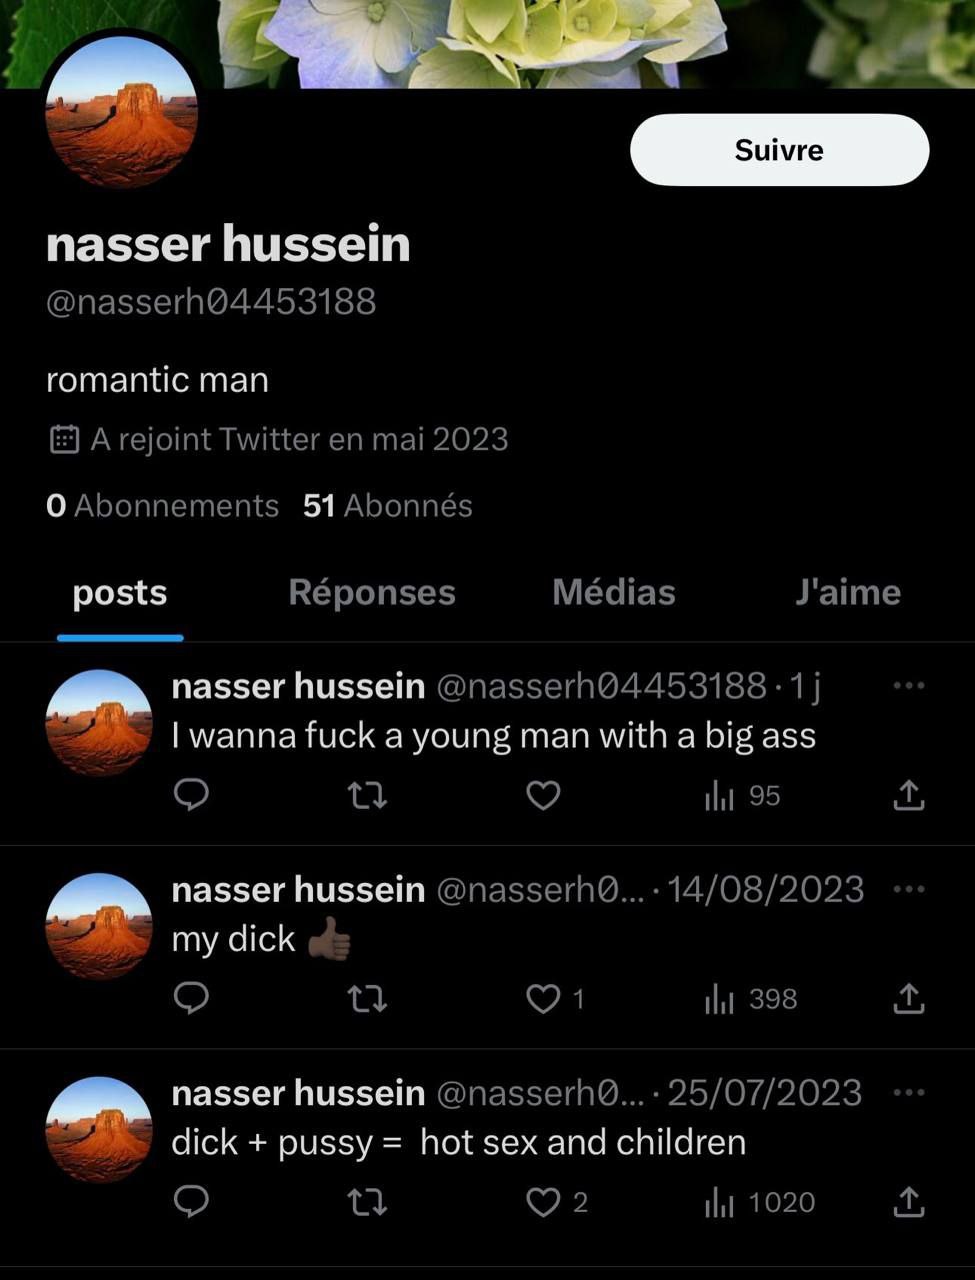 Suivre
nasser hussein
@nasserh04453188
romantic man
A rejoint Twitter en mai 2023
0 Abonnements 51 Abonnés
posts Réponses Médias J'aime
nasser hussein @nasserh04453188 · 1 j
I wanna fuck a young man with a big ass
95
nasser hussein @nasserh0... · 14/08/2023
my dick 👍🏿
1 398
nasser hussein @nasserh0... · 25/07/2023
dick + pussy = hot sex and children
2 1020